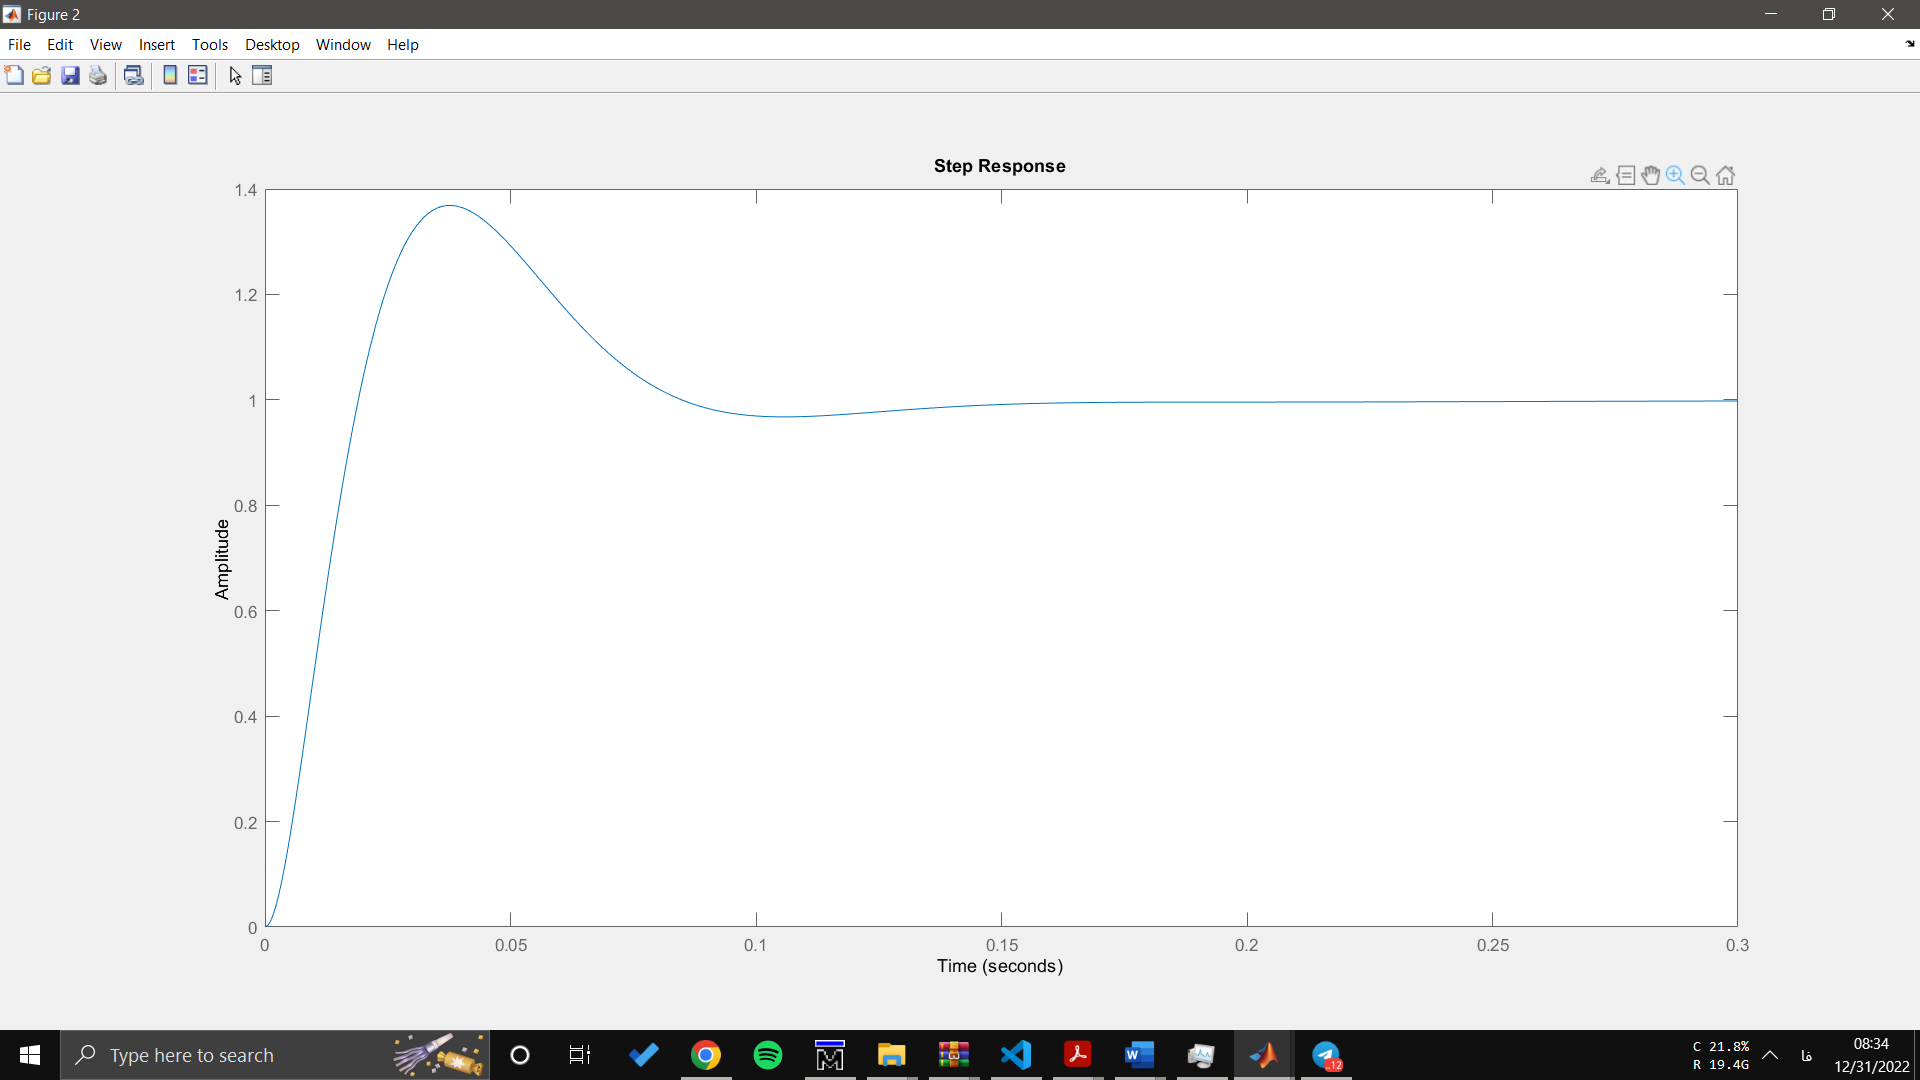 Figure 2
File Edit View Insert Tools Desktop Window Help
Step Response
1.4
1.2
1
0.8
0.6
0.4
0.2
0
Amplitude
0 0.05 0.1 0.15 0.2 0.25 0.3
Time (seconds)
Type here to search
W
12
C 21.8%
R 19.4G
فا
08:34
12/31/2022